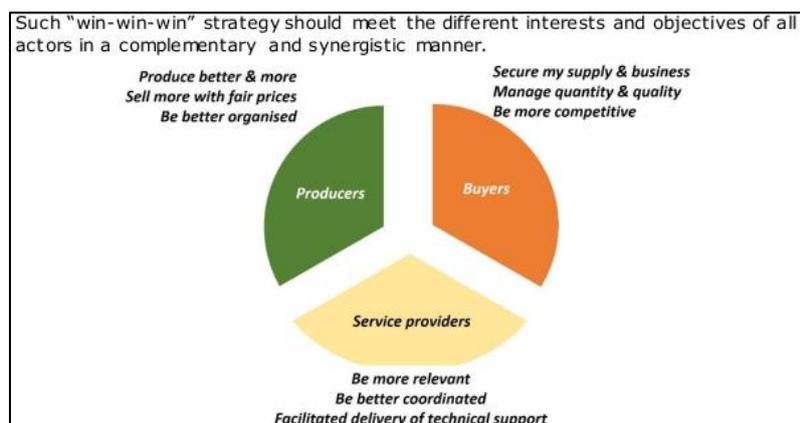 Such “win-win-win” strategy should meet the different interests and objectives of all
actors in a complementary and synergistic manner.
Produce better & more
Sell more with fair prices
Be better organised
Secure my supply & business
Manage quantity & quality
Be more competitive
Producers
Buyers
Service providers
Be more relevant
Be better coordinated
Facilitated delivery of technical support